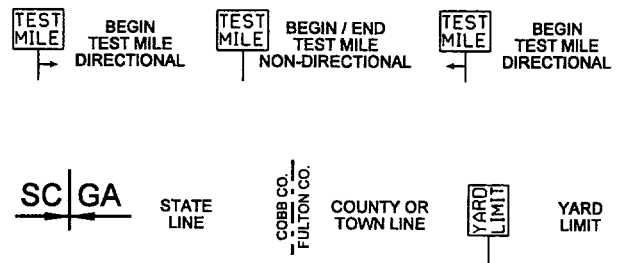 TEST
MILE
BEGIN
TEST MILE
DIRECTIONAL
TEST
MILE
BEGIN / END
TEST MILE
NON-DIRECTIONAL
TEST
MILE
BEGIN
TEST MILE
DIRECTIONAL
SC GA
STATE
LINE
COBB CO.
FULTON CO.
COUNTY OR
TOWN LINE
YARD
LIMIT
YARD
LIMIT